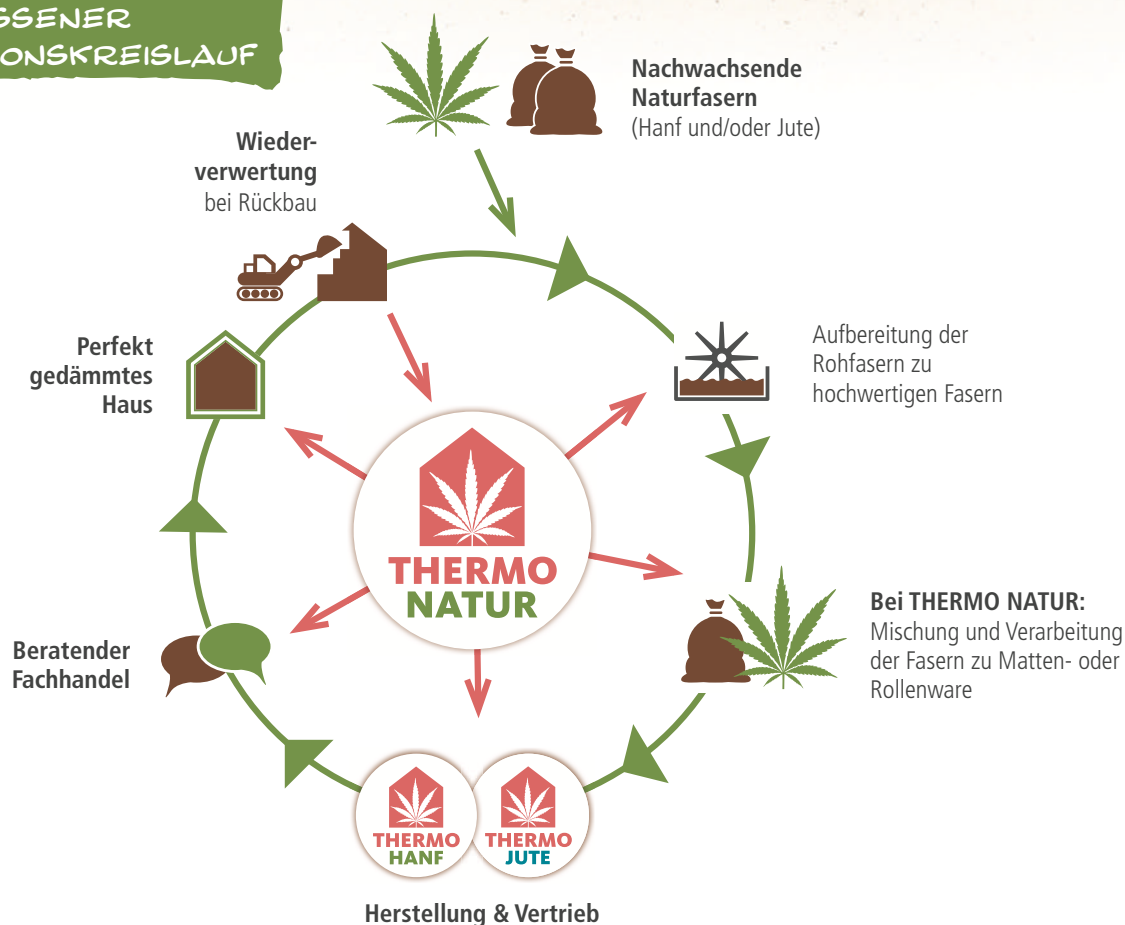 SSENER
ONSKREISLAUF
Nachwachsende
Naturfasern
(Hanf und/oder Jute)
Wieder-
verwertung
bei Rückbau
Perfekt
gedämmtes
Haus
Aufbereitung der
Rohfasern zu
hochwertigen Fasern
THERMO
NATUR
Bei THERMO NATUR:
Mischung und Verarbeitung
der Fasern zu Matten- oder
Rollenware
Beratender
Fachhandel
THERMO
HANF
THERMO
JUTE
Herstellung & Vertrieb